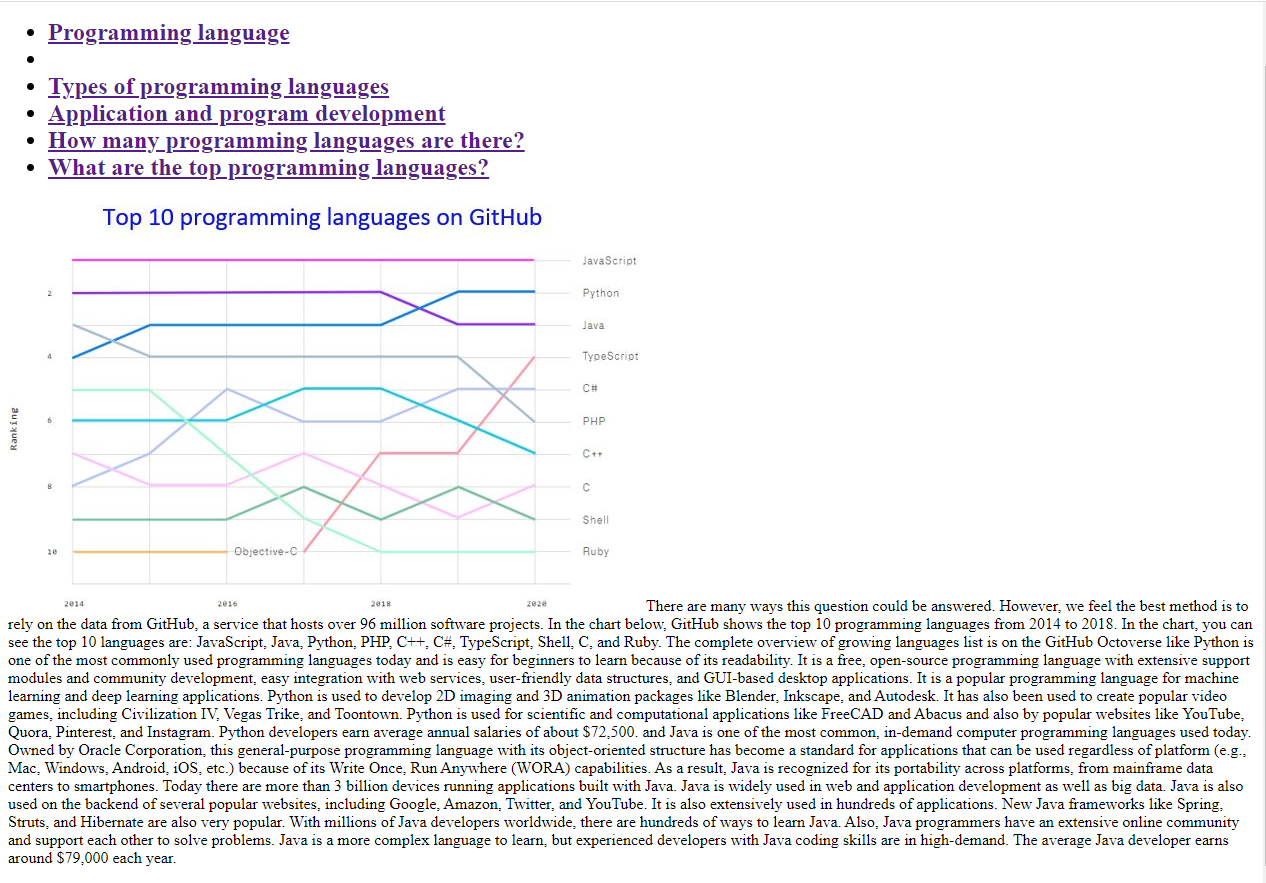 Programming language
Types of programming languages
Application and program development
How many programming languages are there?
What are the top programming languages?
Top 10 programming languages on GitHub
JavaScript
2
Python
Java
4
TypeScript
C#
Ranking
6
PHP
C++
8
C
Shell
10
Objective-C
Ruby
2014
2016
2018
2020
There are many ways this question could be answered. However, we feel the best method is to
rely on the data from GitHub, a service that hosts over 96 million software projects. In the chart below, GitHub shows the top 10 programming languages from 2014 to 2018. In the chart, you can
see the top 10 languages are: JavaScript, Java, Python, PHP, C++, C#, TypeScript, Shell, C, and Ruby. The complete overview of growing languages list is on the GitHub Octoverse like Python is
one of the most commonly used programming languages today and is easy for beginners to learn because of its readability. It is a free, open-source programming language with extensive support
modules and community development, easy integration with web services, user-friendly data structures, and GUI-based desktop applications. It is a popular programming language for machine
learning and deep learning applications. Python is used to develop 2D imaging and 3D animation packages like Blender, Inkscape, and Autodesk. It has also been used to create popular video
games, including Civilization IV, Vegas Trike, and Toontown. Python is used for scientific and computational applications like FreeCAD and Abacus and also by popular websites like YouTube,
Quora, Pinterest, and Instagram. Python developers earn average annual salaries of about $72,500. and Java is one of the most common, in-demand computer programming languages used today.
Owned by Oracle Corporation, this general-purpose programming language with its object-oriented structure has become a standard for applications that can be used regardless of platform (e.g.,
Mac, Windows, Android, iOS, etc.) because of its Write Once, Run Anywhere (WORA) capabilities. As a result, Java is recognized for its portability across platforms, from mainframe data
centers to smartphones. Today there are more than 3 billion devices running applications built with Java. Java is widely used in web and application development as well as big data. Java is also
used on the backend of several popular websites, including Google, Amazon, Twitter, and YouTube. It is also extensively used in hundreds of applications. New Java frameworks like Spring,
Struts, and Hibernate are also very popular. With millions of Java developers worldwide, there are hundreds of ways to learn Java. Also, Java programmers have an extensive online community
and support each other to solve problems. Java is a more complex language to learn, but experienced developers with Java coding skills are in high-demand. The average Java developer earns
around $79,000 each year.